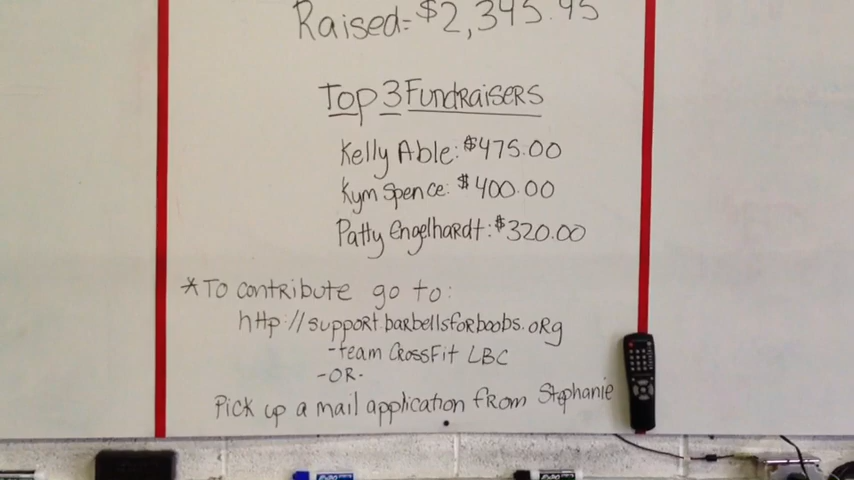 Raised= $2,345.45
Top 3 Fundraisers
Kelly Able: $475.00
Kym Spence: $400.00
Patty Engelhardt: $320.00
*To contribute go to:
http://support.barbellsforboobs.org
-team CrossFit LBC
-OR-
Pick up a mail application from Stephanie